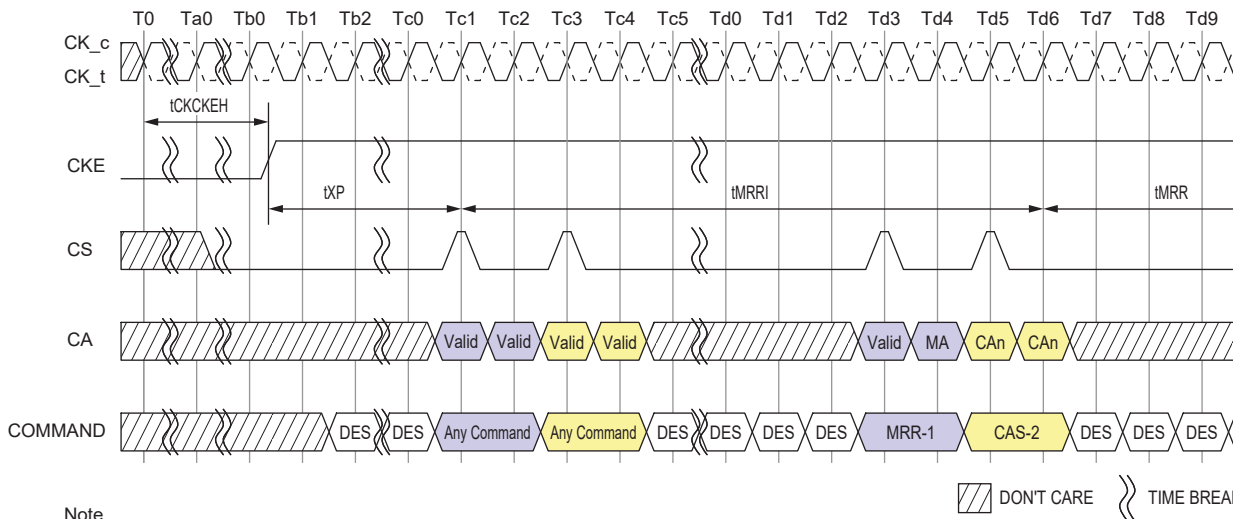 T0 Ta0 Tb0 Tb1 Tb2 Tc0 Tc1 Tc2 Tc3 Tc4 Tc5 Td0 Td1 Td2 Td3 Td4 Td5 Td6 Td7 Td8 Td9
CK_c
CK_t
tCKCKEH
CKE
tXP tMRRI tMRR
CS
CA Valid Valid Valid Valid Valid MA CAn CAn
COMMAND DES DES Any Command Any Command DES DES DES DES MRR-1 CAS-2 DES DES DES
DON'T CARE TIME BREAK
Note